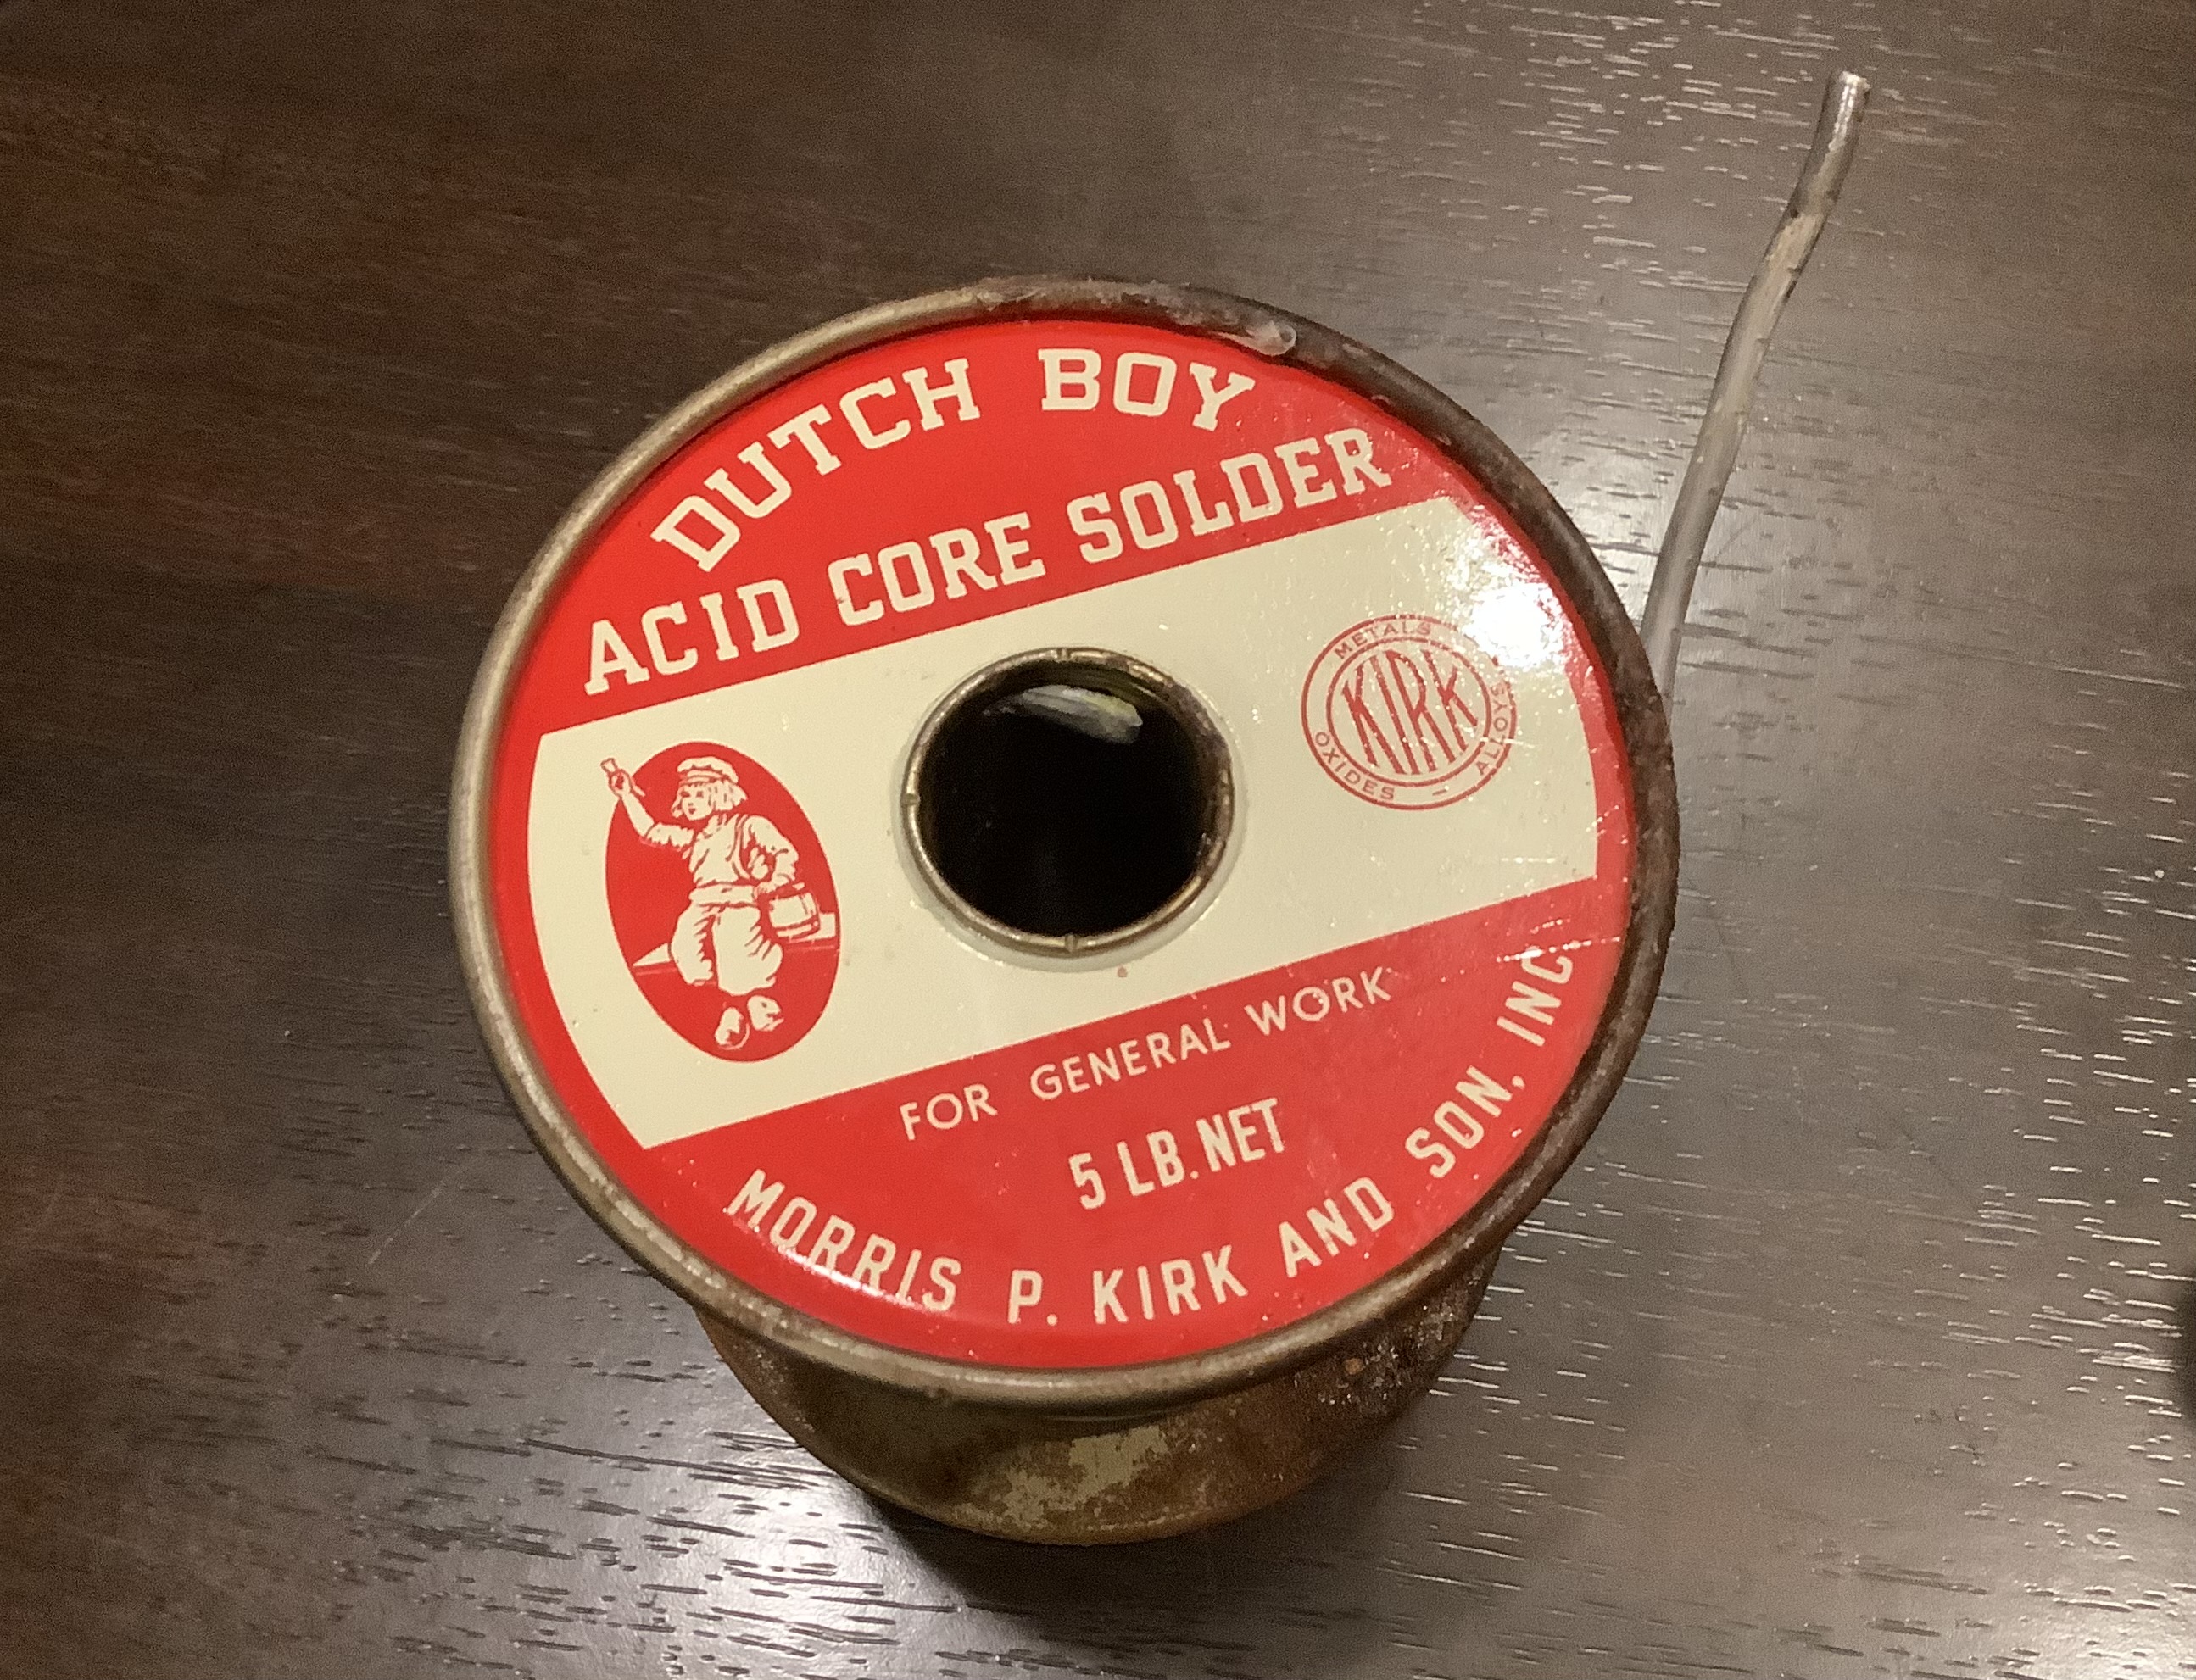 DUTCH BOY
ACID CORE SOLDER
METALS
KIRK
OXIDES - ALLOYS
FOR GENERAL WORK
5 LB. NET
MORRIS P. KIRK AND SON, INC.